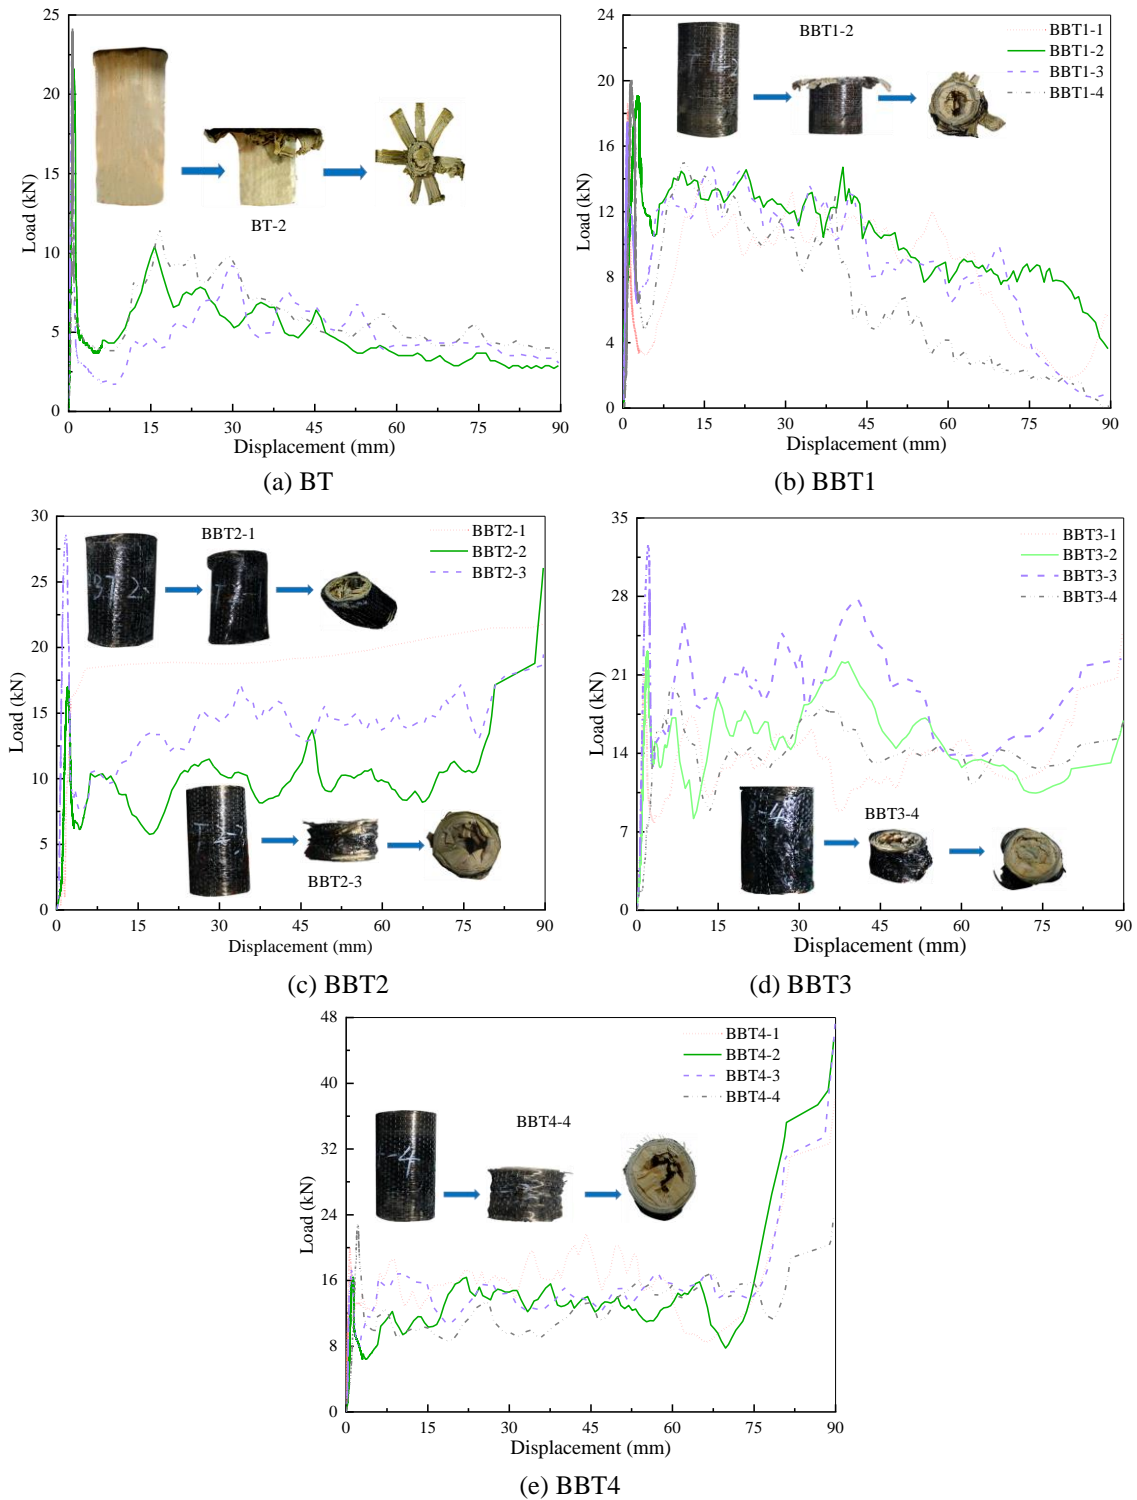 25
20
15
10
5
0
Load (kN)
BT-2
0 15 30 45 60 75 90
Displacement (mm)
(a) BT
24
20
16
12
8
4
0
Load (kN)
BBT1-2
BBT1-1
BBT1-2
BBT1-3
BBT1-4
0 15 30 45 60 75 90
Displacement (mm)
(b) BBT1
30
25
20
15
10
5
0
Load (kN)
BBT2-1
BBT2-1
BBT2-2
BBT2-3
BBT2-3
0 15 30 45 60 75 90
Displacement (mm)
(c) BBT2
35
28
21
14
7
0
Load (kN)
BBT3-1
BBT3-2
BBT3-3
BBT3-4
BBT3-4
-4
0 15 30 45 60 75 90
Displacement (mm)
(d) BBT3
48
40
32
24
16
8
0
Load (kN)
BBT4-1
BBT4-2
BBT4-3
BBT4-4
BBT4-4
-4
0 15 30 45 60 75 90
Displacement (mm)
(e) BBT4